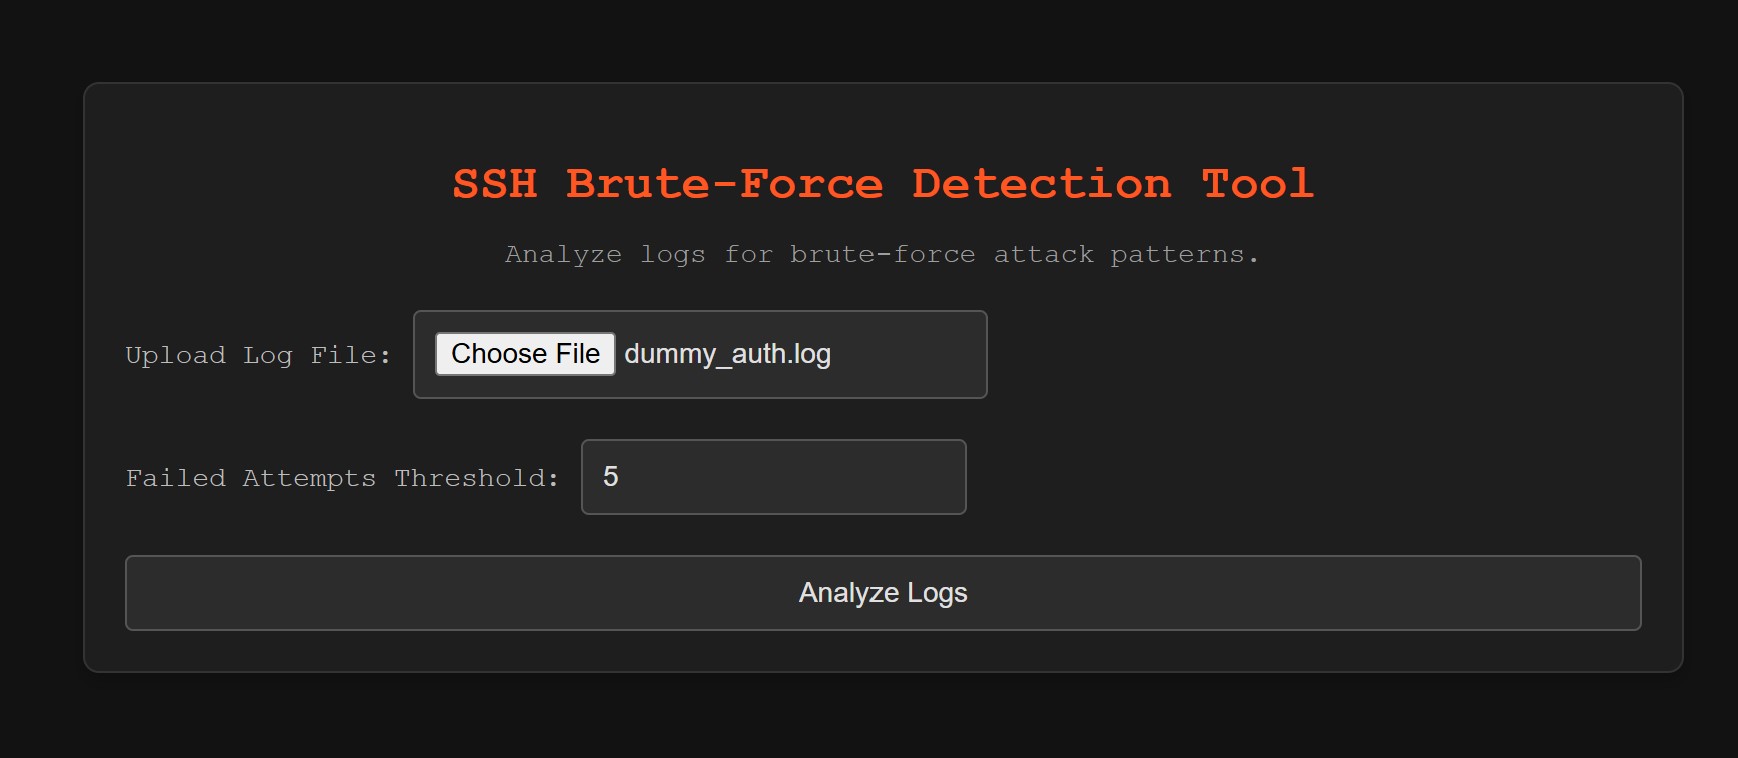 SSH Brute-Force Detection Tool
Analyze logs for brute-force attack patterns.
Upload Log File: Choose File dummy_auth.log
Failed Attempts Threshold: 5
Analyze Logs